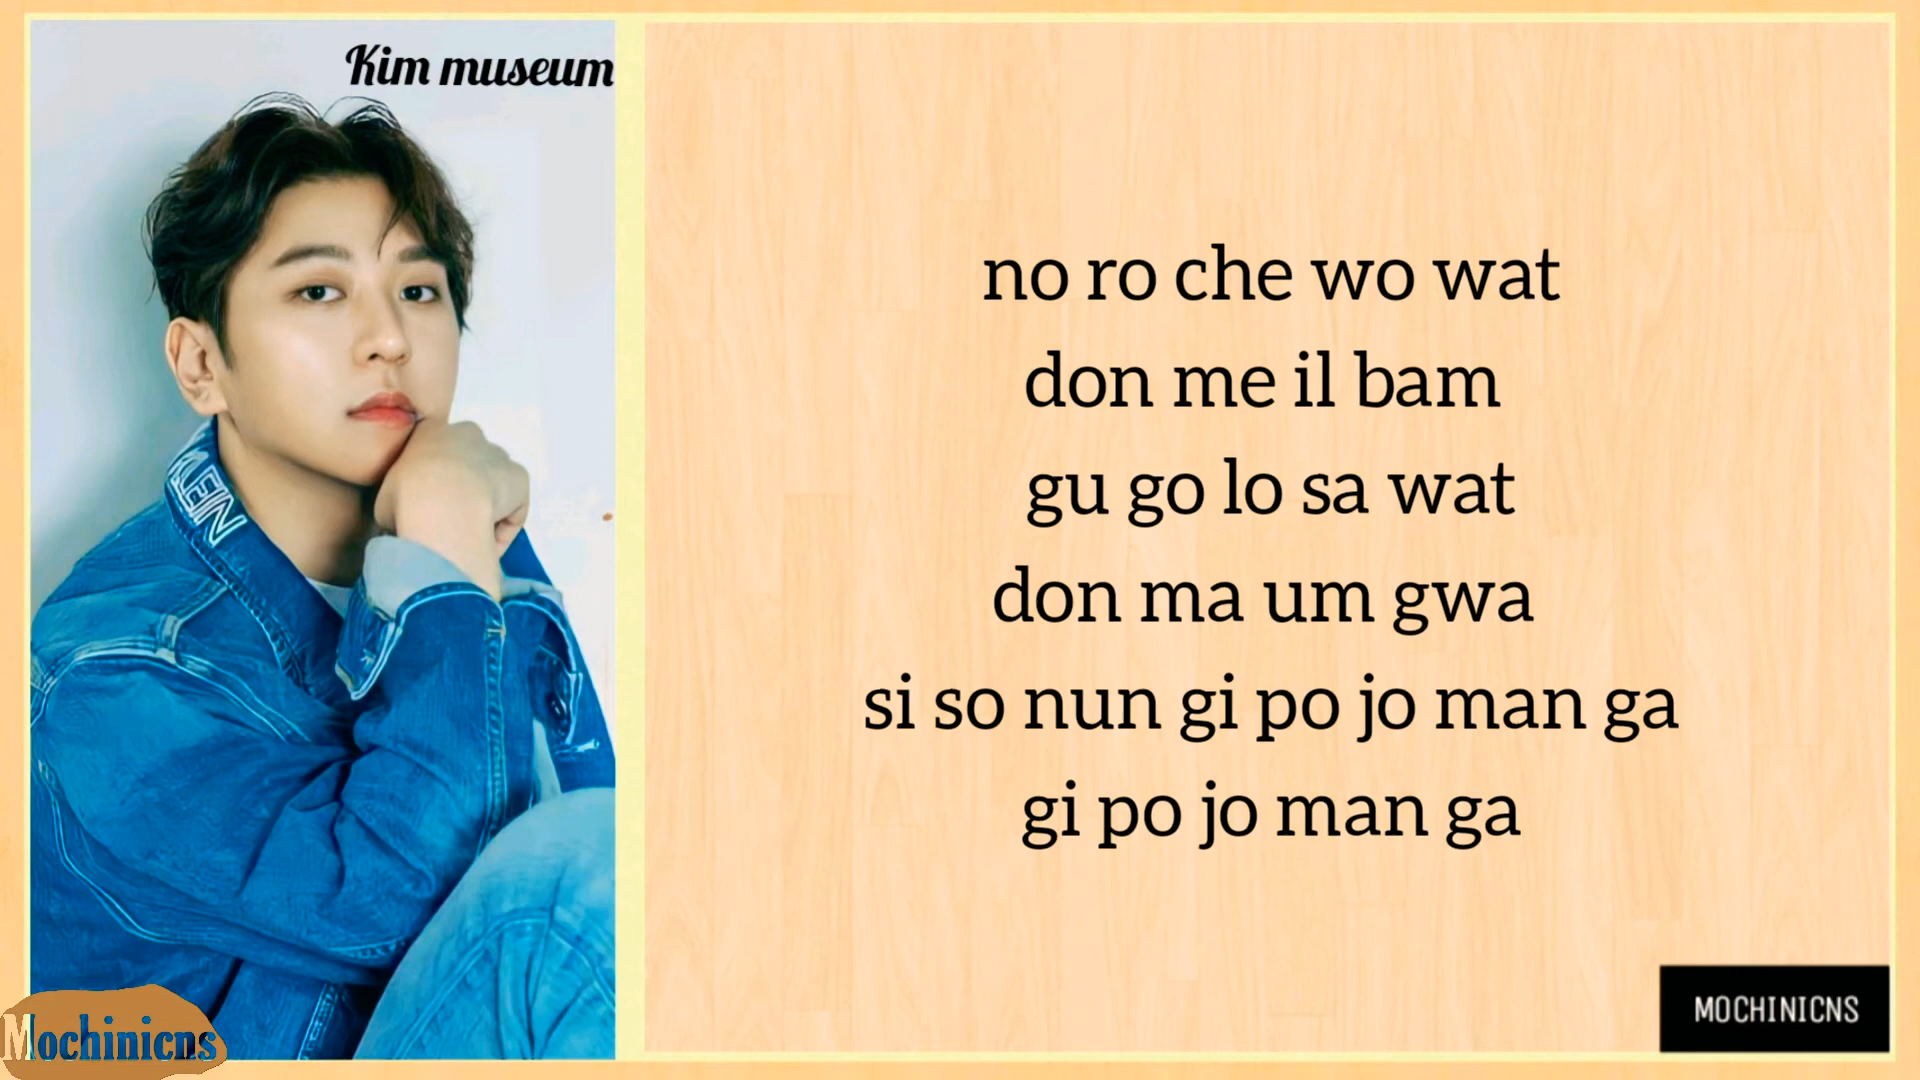 Kim museum
KLEIN
no ro che wo wat
don me il bam
gu go lo sa wat
don ma um gwa
si so nun gi po jo man ga
gi po jo man ga
Mochinicns
MOCHINICNS